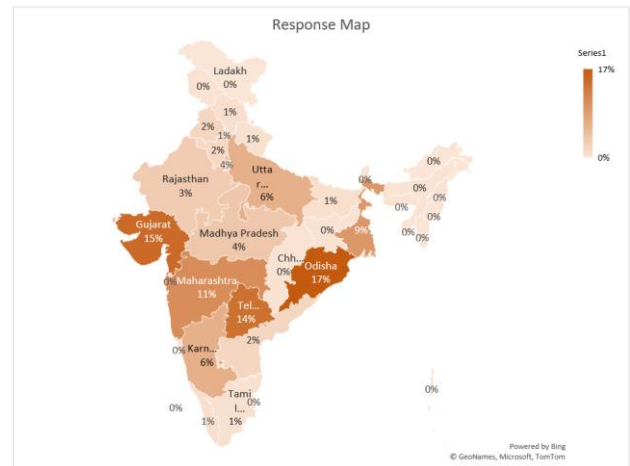 Response Map
Series1
17%
0%
Ladakh
0%
0%
1%
2%
1%
1%
2%
4%
Rajasthan
3%
Utta
r...
6%
0%
0%
0%
0%
0%
0%
0%
1%
0%
9%
Gujarat
15%
Madhya Pradesh
4%
Chh...
0%
Odisha
17%
0%
Maharashtra
11%
Tel...
14%
2%
0%
Karn...
6%
0%
Tami
l...
1%
0%
1%
0%
Powered by Bing
© GeoNames, Microsoft, TomTom